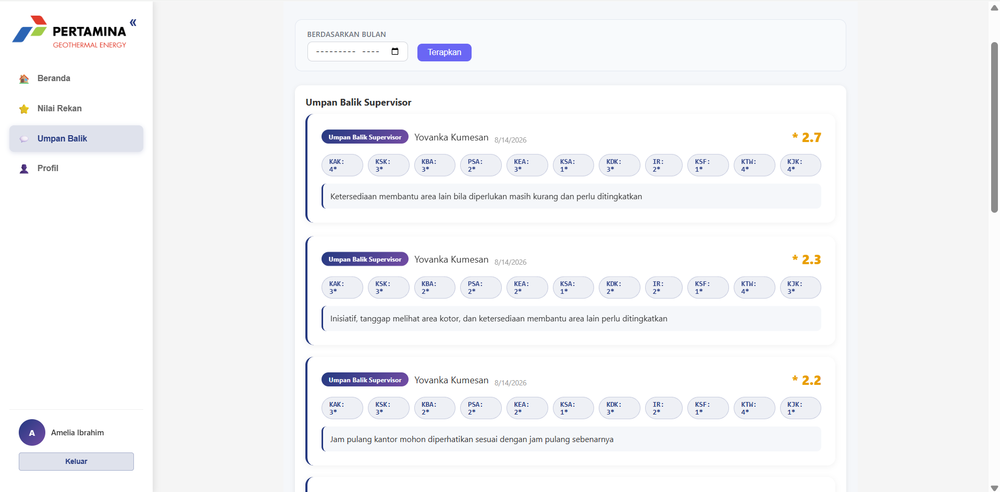 PERTAMINA
GEOTHERMAL ENERGY
«
Beranda
Nilai Rekan
Umpan Balik
Profil
A
Amelia Ibrahim
Keluar
BERDASARKAN BULAN
--------- ----
Terapkan
Umpan Balik Supervisor
Umpan Balik Supervisor Yovanka Kumesan 8/14/2026 * 2.7
KAK: 4* KSK: 3* KBA: 3* PSA: 2* KEA: 3* KSA: 1* KDK: 3* IR: 2* KSF: 1* KTW: 4* KJK: 4*
Ketersediaan membantu area lain bila diperlukan masih kurang dan perlu ditingkatkan
Umpan Balik Supervisor Yovanka Kumesan 8/14/2026 * 2.3
KAK: 3* KSK: 3* KBA: 2* PSA: 2* KEA: 2* KSA: 1* KDK: 2* IR: 2* KSF: 1* KTW: 4* KJK: 3*
Inisiatif, tanggap melihat area kotor, dan ketersediaan membantu area lain perlu ditingkatkan
Umpan Balik Supervisor Yovanka Kumesan 8/14/2026 * 2.2
KAK: 3* KSK: 3* KBA: 2* PSA: 2* KEA: 2* KSA: 1* KDK: 3* IR: 2* KSF: 1* KTW: 4* KJK: 1*
Jam pulang kantor mohon diperhatikan sesuai dengan jam pulang sebenarnya